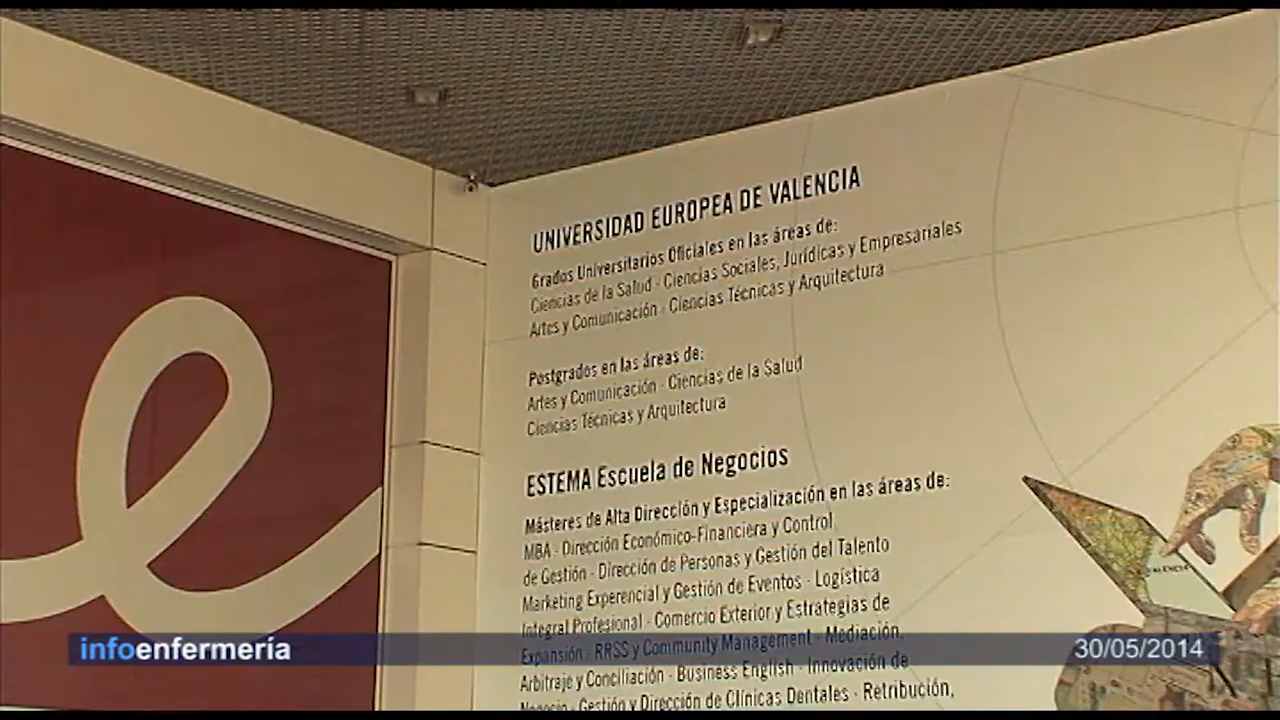 UNIVERSIDAD EUROPEA DE VALENCIA
Grados Universitarios Oficiales en las áreas de:
Ciencias de la Salud - Ciencias Sociales, Jurídicas y Empresariales
Artes y Comunicación - Ciencias Técnicas y Arquitectura
Postgrados en las áreas de:
Artes y Comunicación - Ciencias de la Salud
Ciencias Técnicas y Arquitectura
ESTEMA Escuela de Negocios
Másteres de Alta Dirección y Especialización en las áreas de:
MBA - Dirección Económico-Financiera y Control
de Gestión - Dirección de Personas y Gestión del Talento
Marketing Experencial y Gestión de Eventos - Logística
Integral Profesional - Comercio Exterior y Estrategias de
Expansión - RRSS y Community Management - Mediación,
Arbitraje y Conciliación - Business English - Innovación de
Negocio - Gestión y Dirección de Clínicas Dentales - Retribución,
VALENCIA
infoenfermería
30/05/2014